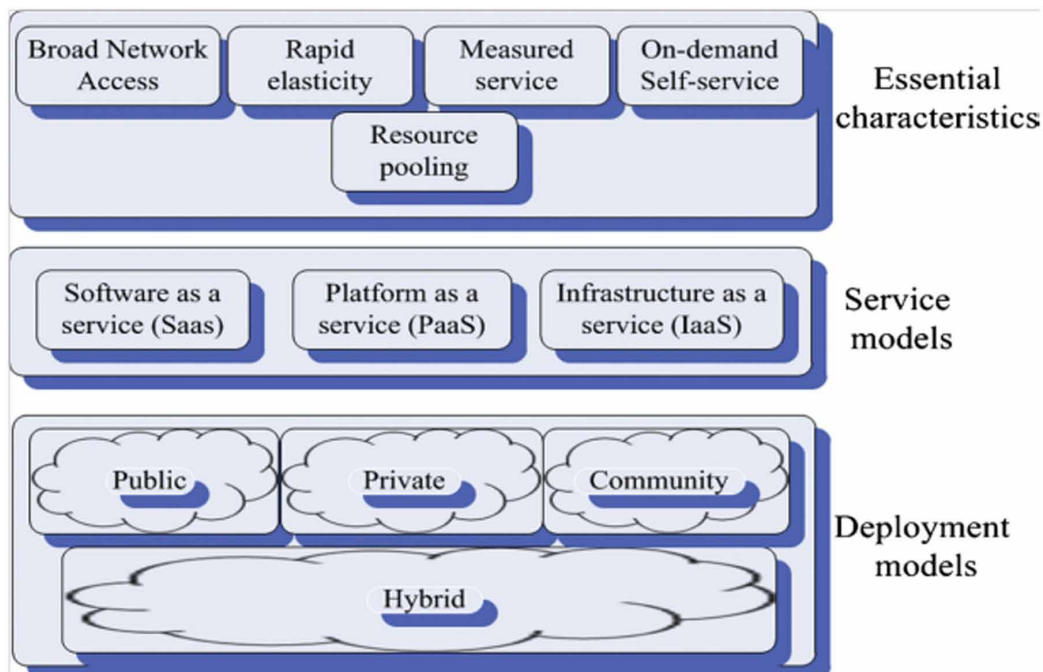 Broad Network
Access
Rapid
elasticity
Measured
service
On-demand
Self-service
Resource
pooling
Essential
characteristics
Software as a
service (Saas)
Platform as a
service (PaaS)
Infrastructure as a
service (IaaS)
Service
models
Public
Private
Community
Hybrid
Deployment
models